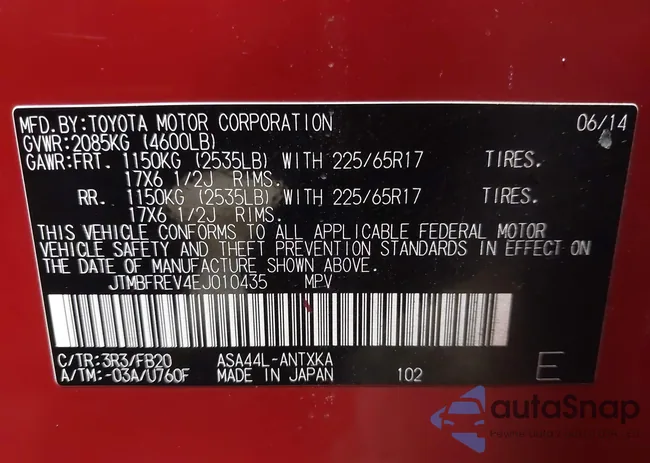 MFD.BY:TOYOTA MOTOR CORPORATION 06/14
GVWR:2085KG (4600LB)
GAWR:FRT. 1150KG (2535LB) WITH 225/65R17 TIRES.
17X6 1/2J RIMS.
RR. 1150KG (2535LB) WITH 225/65R17 TIRES.
17X6 1/2J RIMS.
THIS VEHICLE CONFORMS TO ALL APPLICABLE FEDERAL MOTOR
VEHICLE SAFETY AND THEFT PREVENTION STANDARDS IN EFFECT ON
THE DATE OF MANUFACTURE SHOWN ABOVE.
JTMBFREV4EJ010435 MPV
C/TR:3R3/FB20 ASA44L-ANTXKA
A/TM:-03A/U760F MADE IN JAPAN 102 E
autaSnap